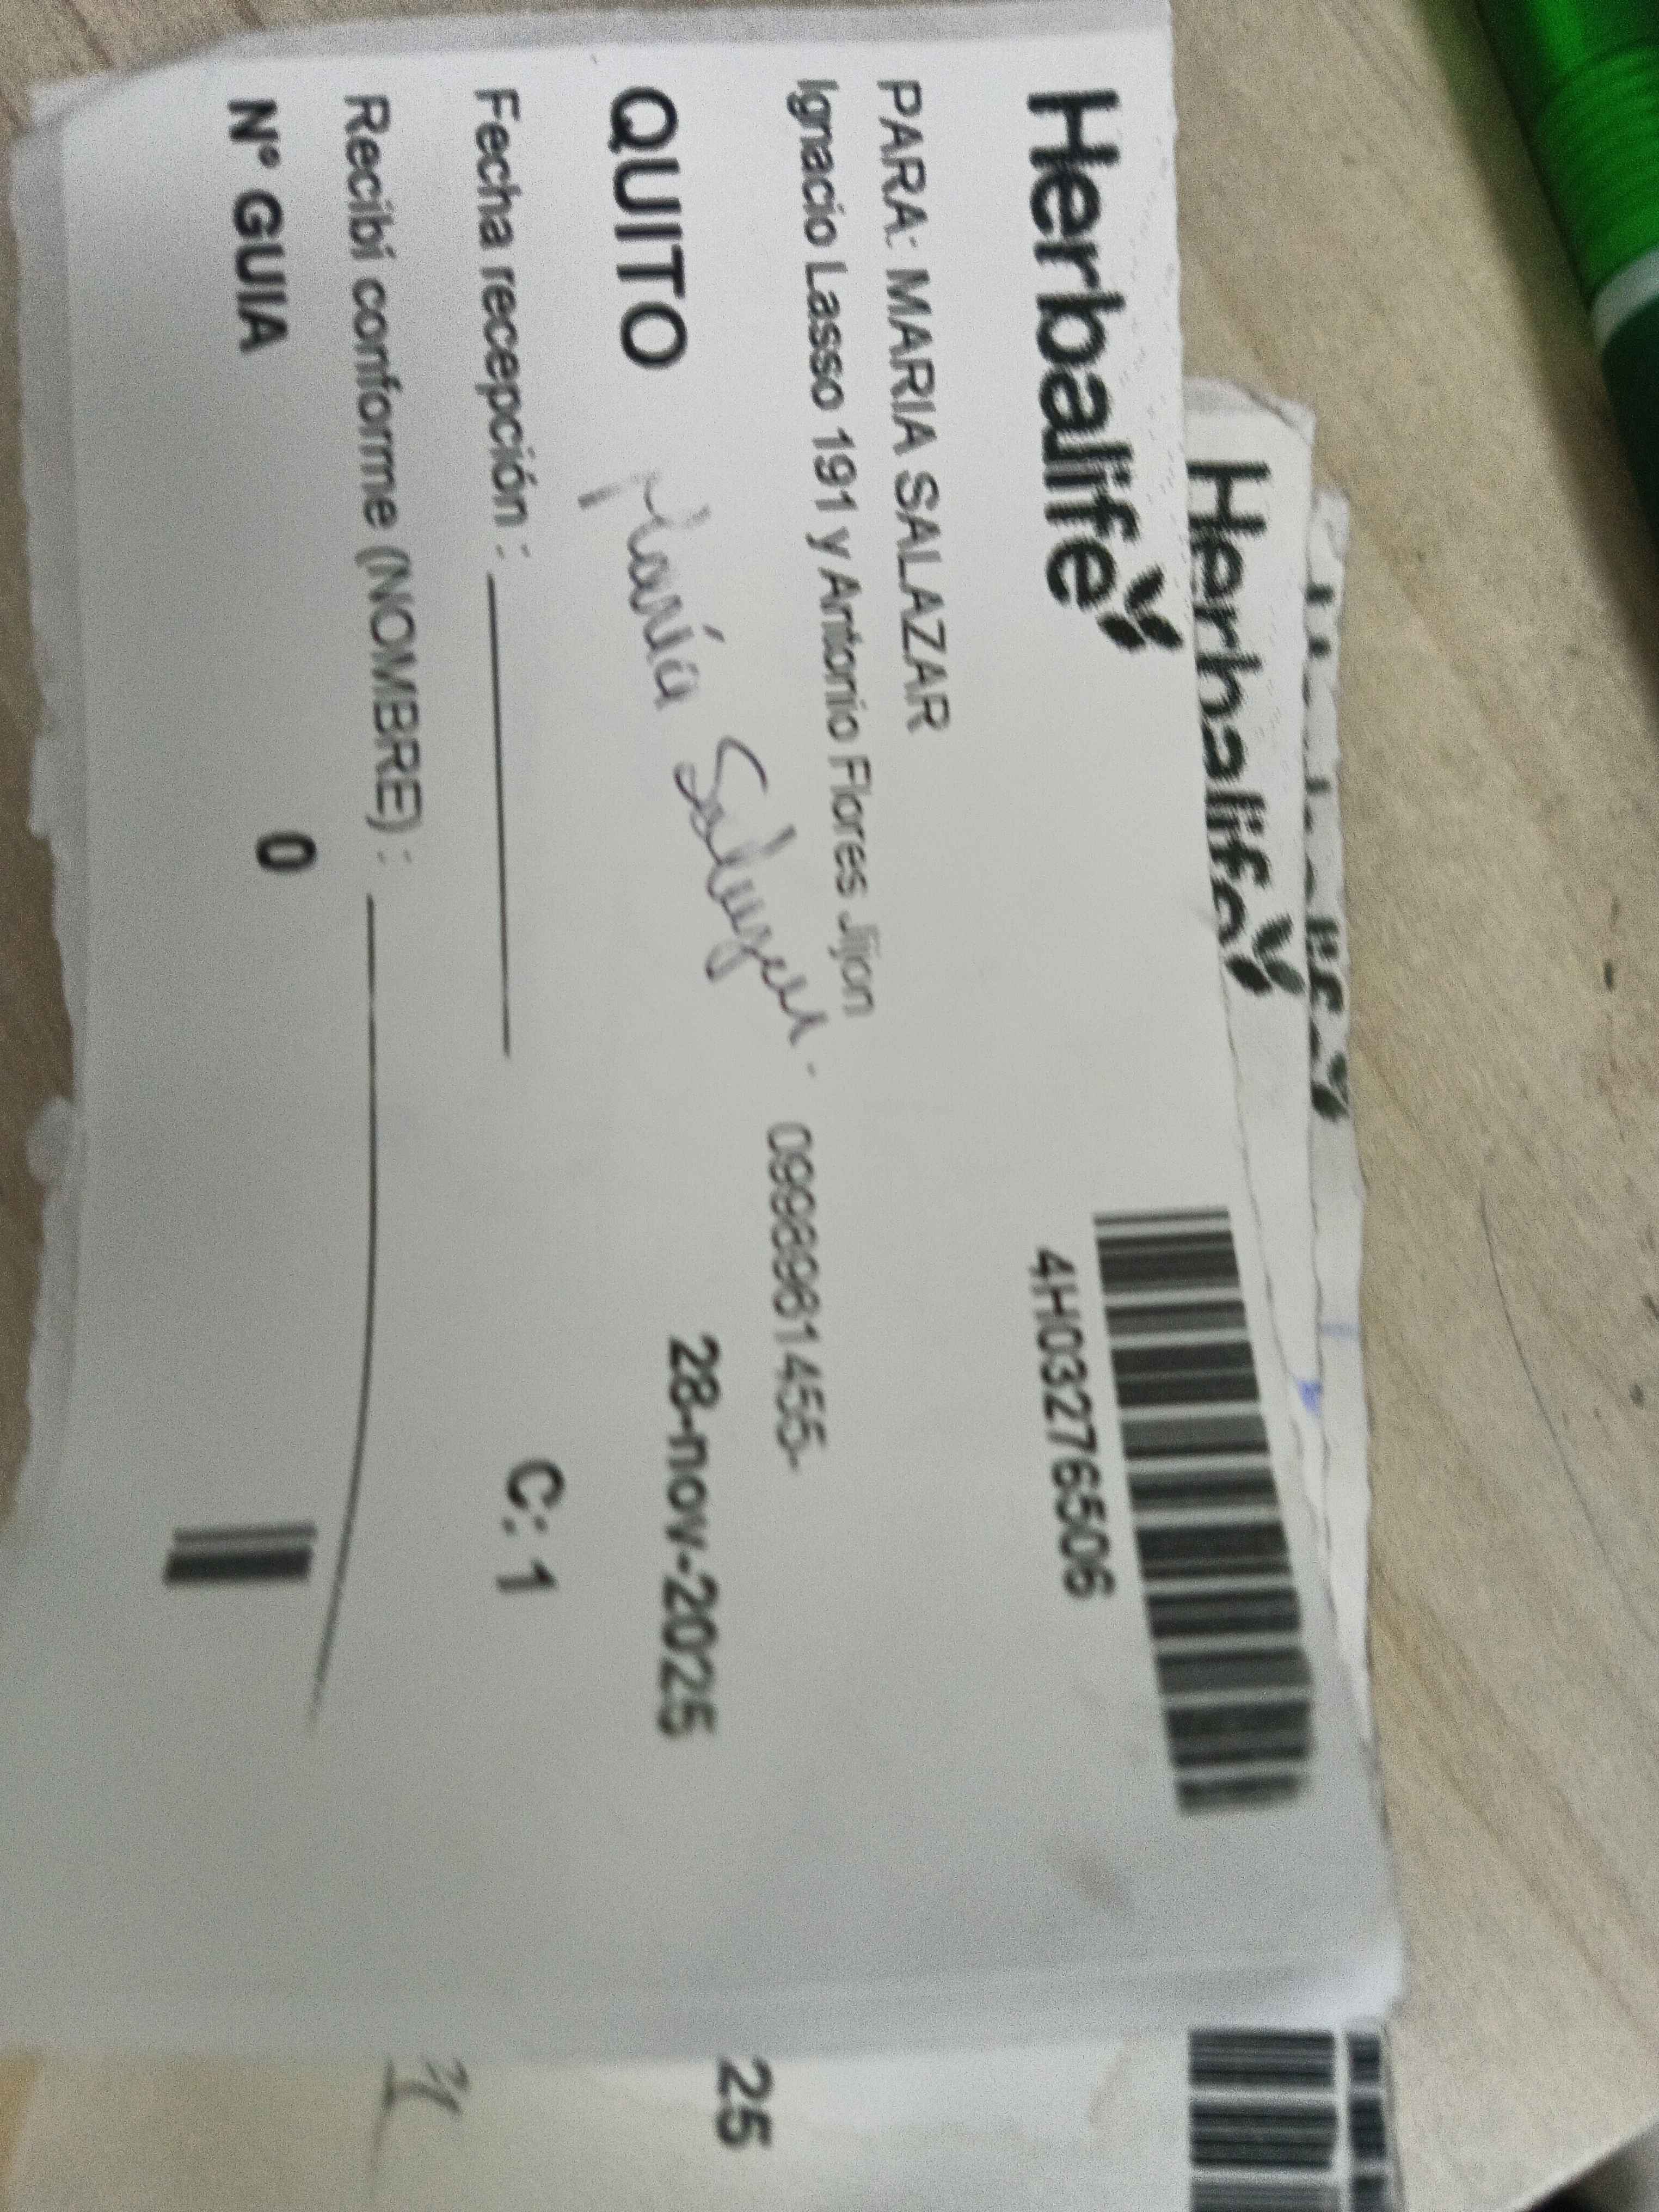 Herbalife
4H03276506
PARA: MARIA SALAZAR
Ignacio Lasso 191 y Antonio Flores Jijon
0998981455-
QUITO
28-nov-2025
María Salazar.
Fecha recepción :
C: 1
Recibí conforme (NOMBRE) :
N° GUIA 0
Herbalife
25